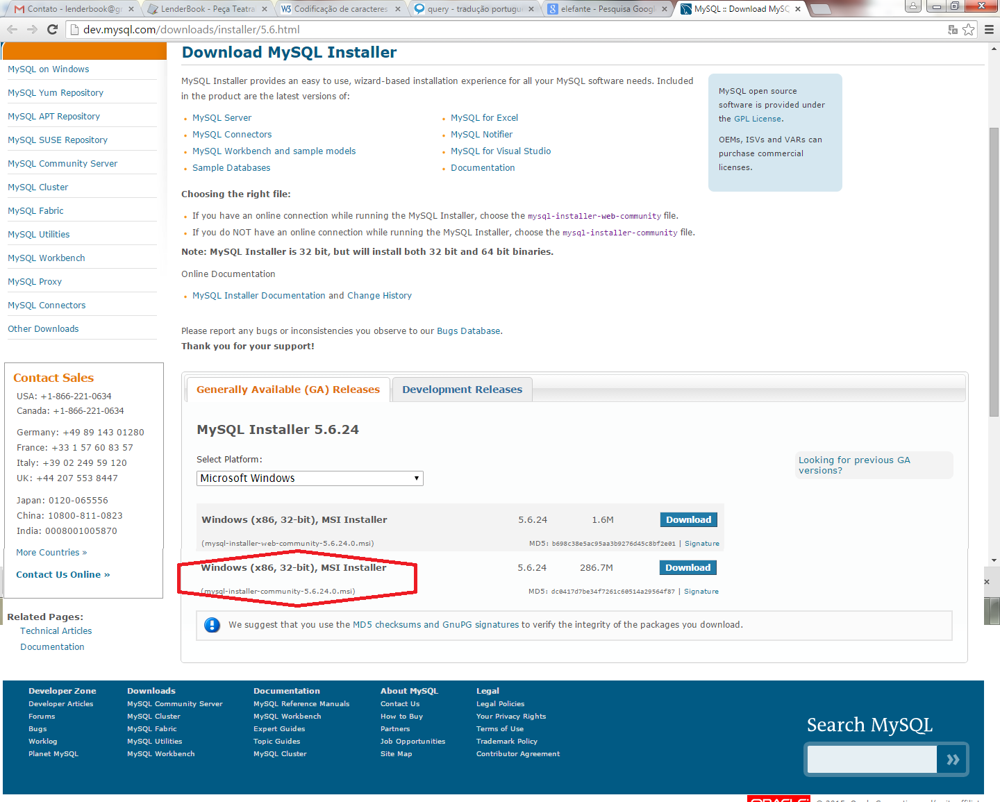 Contato - lenderbook@gr
LenderBook - Peça Teatra
Codificação de caracteres
query - tradução portugu
elefante - Pesquisa Goog
MySQL :: Download MySQ
dev.mysql.com/downloads/installer/5.6.html
MySQL on Windows
MySQL Yum Repository
MySQL APT Repository
MySQL SUSE Repository
MySQL Community Server
MySQL Cluster
MySQL Fabric
MySQL Utilities
MySQL Workbench
MySQL Proxy
MySQL Connectors
Other Downloads
Contact Sales
USA: +1-866-221-0634
Canada: +1-866-221-0634
Germany: +49 89 143 01280
France: +33 1 57 60 83 57
Italy: +39 02 249 59 120
UK: +44 207 553 8447
Japan: 0120-065556
China: 10800-811-0823
India: 0008001005870
More Countries »
Contact Us Online »
Related Pages:
Technical Articles
Documentation
Download MySQL Installer
MySQL Installer provides an easy to use, wizard-based installation experience for all your MySQL software needs. Included
in the product are the latest versions of:
MySQL Server
MySQL Connectors
MySQL Workbench and sample models
Sample Databases
MySQL for Excel
MySQL Notifier
MySQL for Visual Studio
Documentation
Choosing the right file:
If you have an online connection while running the MySQL Installer, choose the mysql-installer-web-community file.
If you do NOT have an online connection while running the MySQL Installer, choose the mysql-installer-community file.
Note: MySQL Installer is 32 bit, but will install both 32 bit and 64 bit binaries.
Online Documentation
MySQL Installer Documentation and Change History
Please report any bugs or inconsistencies you observe to our Bugs Database.
Thank you for your support!
MySQL open source
software is provided under
the GPL License.
OEMs, ISVs and VARs can
purchase commercial
licenses.
Generally Available (GA) Releases
Development Releases
MySQL Installer 5.6.24
Select Platform:
Microsoft Windows
Looking for previous GA
versions?
Windows (x86, 32-bit), MSI Installer 5.6.24 1.6M Download
(mysql-installer-web-community-5.6.24.0.msi) MD5: b698c38e5ac95aa3b9276d45c8bf2e01 | Signature
Windows (x86, 32-bit), MSI Installer 5.6.24 286.7M Download
(mysql-installer-community-5.6.24.0.msi) MD5: dc0417d7be34f7261c60514a29564f87 | Signature
We suggest that you use the MD5 checksums and GnuPG signatures to verify the integrity of the packages you download.
Developer Zone
Developer Articles
Forums
Bugs
Worklog
Planet MySQL
Downloads
MySQL Community Server
MySQL Cluster
MySQL Fabric
MySQL Utilities
MySQL Workbench
Documentation
MySQL Reference Manuals
MySQL Workbench
Expert Guides
Topic Guides
MySQL Cluster
About MySQL
Contact Us
How to Buy
Partners
Job Opportunities
Site Map
Legal
Legal Policies
Your Privacy Rights
Terms of Use
Trademark Policy
Contributor Agreement
Search MySQL
ORACLE